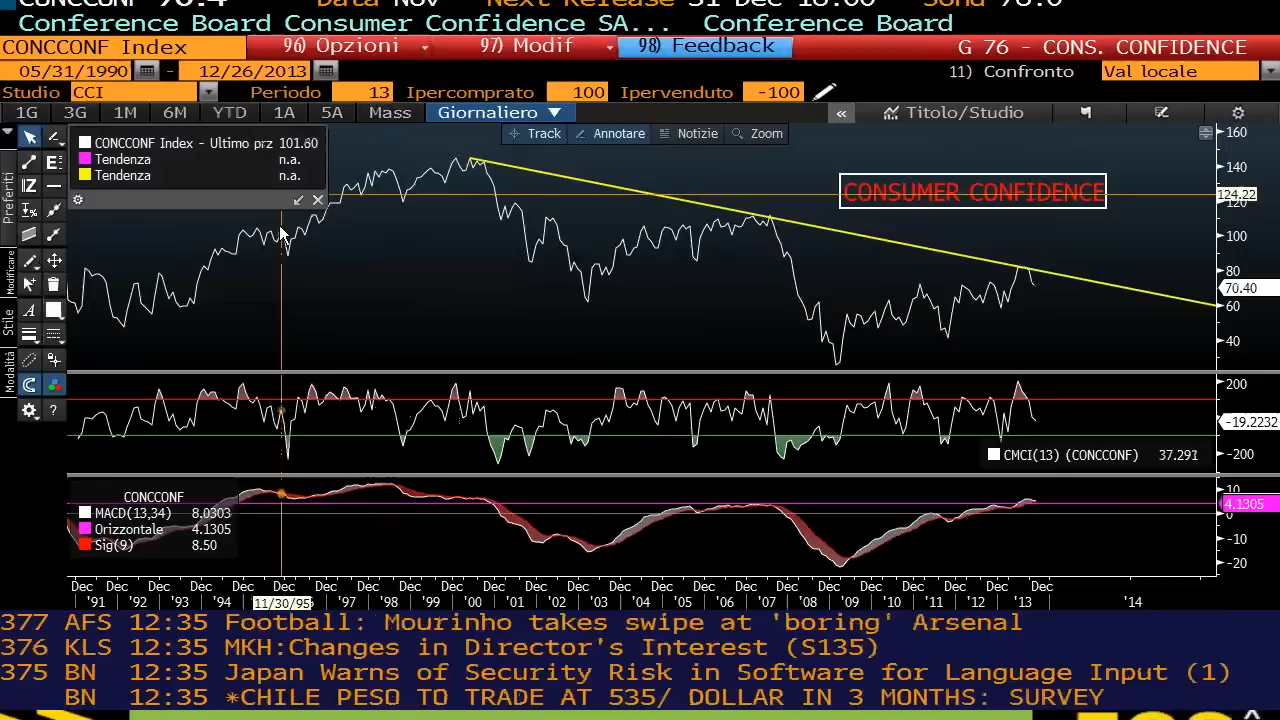 Conference Board Consumer Confidence SA... Conference Board
CONCCONF Index 96) Opzioni 97) Modif 98) Feedback G 76 - CONS. CONFIDENCE
05/31/1990 - 12/26/2013 11) Confronto Val locale
Studio CCI Periodo 13 Ipercomprato 100 Ipervenduto -100
1G 3G 1M 6M YTD 1A 5A Mass Giornaliero ▼ « Titolo/Studio
Track Annotare Notizie Zoom
CONCCONF Index - Ultimo prz 101.60
Tendenza n.a.
Tendenza n.a.
Preferiti
Modificare
Stile
Modalità
CONSUMER CONFIDENCE
160
140
124.22
120
100
80
70.40
60
40
200
-19.2232
-200
CMCI(13) (CONCCONF) 37.291
CONCCONF
MACD(13,34) 8.0303
Orizzontale 4.1305
Sig(9) 8.50
10
4.1305
0
-10
-20
Dec Dec Dec Dec Dec Dec Dec Dec Dec Dec Dec Dec Dec Dec Dec Dec Dec Dec Dec Dec Dec Dec Dec Dec
'91 '92 '93 '94 11/30/95 '96 '97 '98 '99 '00 '01 '02 '03 '04 '05 '06 '07 '08 '09 '10 '11 '12 '13 '14
377 AFS 12:35 Football: Mourinho takes swipe at 'boring' Arsenal
376 KLS 12:35 MKH:Changes in Director's Interest (S135)
375 BN 12:35 Japan Warns of Security Risk in Software for Language Input (1)
BN 12:35 *CHILE PESO TO TRADE AT 535/ DOLLAR IN 3 MONTHS: SURVEY